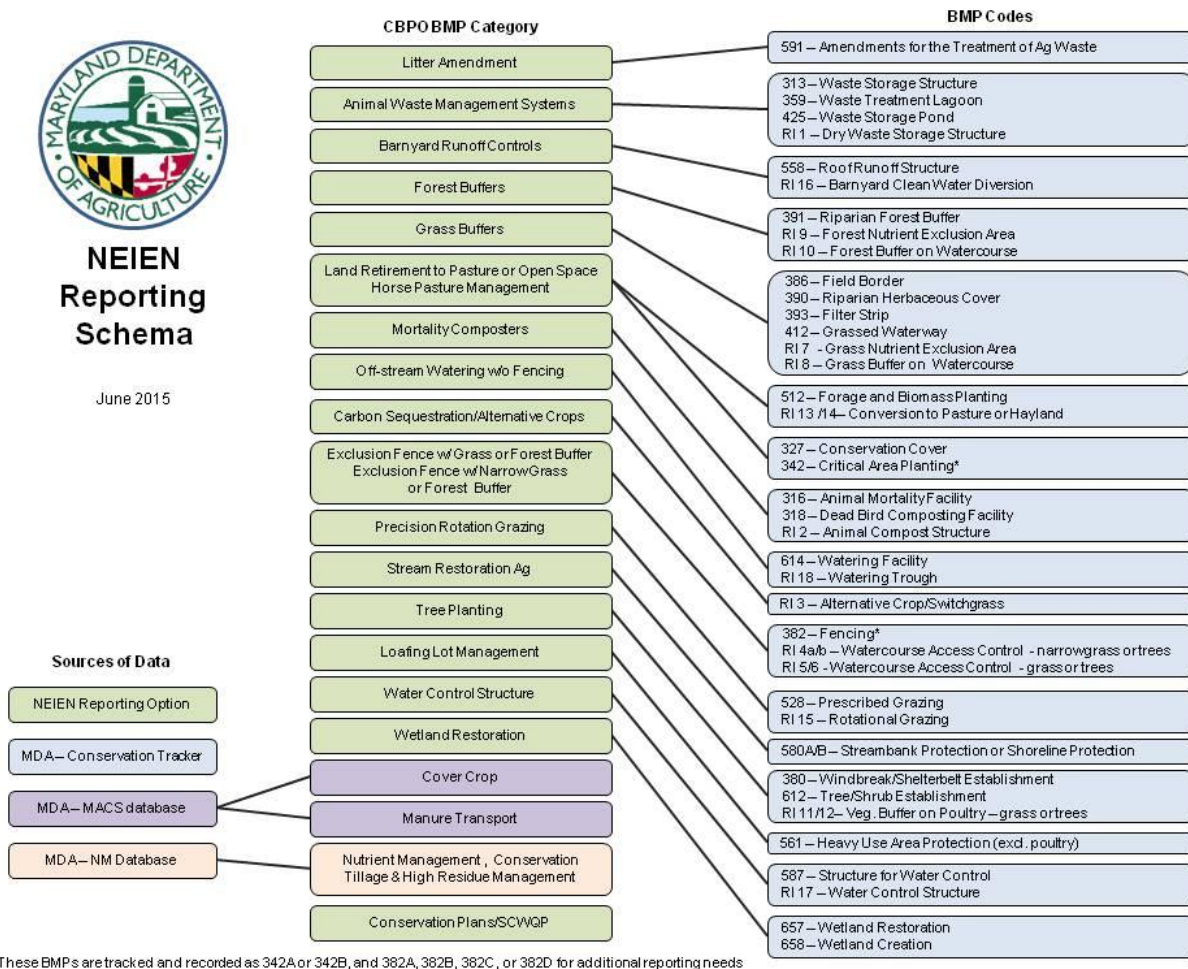 MARYLAND DEPARTMENT
OF AGRICULTURE
NEIEN
Reporting
Schema
June 2015
Sources of Data
NEIEN Reporting Option
MDA – Conservation Tracker
MDA – MACS database
MDA – NM Database
CBPO BMP Category
Litter Amendment
Animal Waste Management Systems
Barnyard Runoff Controls
Forest Buffers
Grass Buffers
Land Retirement to Pasture or Open Space
Horse Pasture Management
Mortality Composters
Off-stream Watering w/o Fencing
Carbon Sequestration/Alternative Crops
Exclusion Fence w/ Grass or Forest Buffer
Exclusion Fence w/ Narrow Grass
or Forest Buffer
Precision Rotation Grazing
Stream Restoration Ag
Tree Planting
Loafing Lot Management
Water Control Structure
Wetland Restoration
Cover Crop
Manure Transport
Nutrient Management , Conservation
Tillage & High Residue Management
Conservation Plans/SCWQP
BMP Codes
591 – Amendments for the Treatment of Ag Waste
313 – Waste Storage Structure
359 – Waste Treatment Lagoon
425 – Waste Storage Pond
RI 1 – Dry Waste Storage Structure
558 – Roof Runoff Structure
RI 16 – Barnyard Clean Water Diversion
391 – Riparian Forest Buffer
RI 9 – Forest Nutrient Exclusion Area
RI 10 – Forest Buffer on Watercourse
386 – Field Border
390 – Riparian Herbaceous Cover
393 – Filter Strip
412 – Grassed Waterway
RI 7 - Grass Nutrient Exclusion Area
RI 8 – Grass Buffer on Watercourse
512 – Forage and Biomass Planting
RI 13 /14 – Conversion to Pasture or Hayland
327 – Conservation Cover
342 – Critical Area Planting*
316 – Animal Mortality Facility
318 – Dead Bird Composting Facility
RI 2 – Animal Compost Structure
614 – Watering Facility
RI 18 – Watering Trough
RI 3 – Alternative Crop/Switchgrass
382 – Fencing*
RI 4a/b – Watercourse Access Control - narrow grass or trees
RI 5/6 - Watercourse Access Control - grass or trees
528 – Prescribed Grazing
RI 15 – Rotational Grazing
580A/B – Streambank Protection or Shoreline Protection
380 – Windbreak/Shelterbelt Establishment
612 – Tree/Shrub Establishment
RI 11/12 – Veg. Buffer on Poultry – grass or trees
561 – Heavy Use Area Protection (excl. poultry)
587 – Structure for Water Control
RI 17 – Water Control Structure
657 – Wetland Restoration
658 – Wetland Creation
These BMPs are tracked and recorded as 342A or 342B, and 382A, 382B, 382C, or 382D for additional reporting needs